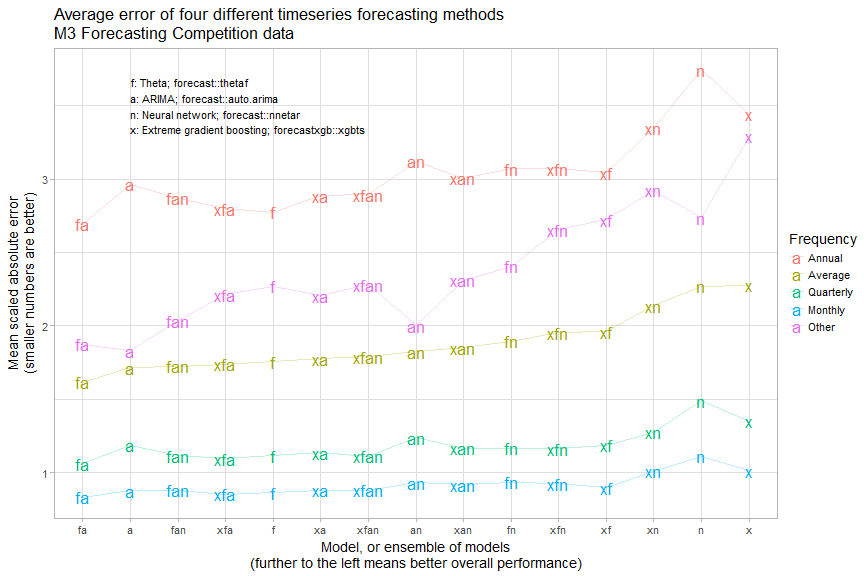 Average error of four different timeseries forecasting methods
M3 Forecasting Competition data
f: Theta; forecast::thetaf
a: ARIMA; forecast::auto.arima
n: Neural network; forecast::nnetar
x: Extreme gradient boosting; forecastxgb::xgbts
Mean scaled absolute error
(smaller numbers are better)
3
2
1
fa a fan xfa f xa xfan an xan fn xfn xf xn n x
fa a fan xfa f xa xfan an xan fn xfn xf xn n x
fa a fan xfa f xa xfan an xan fn xfn xf xn n x
fa a fan xfa f xa xfan an xan fn xfn xf xn n x
fa a fan xfa f xa xfan an xan fn xfn xf xn n x
fa a fan xfa f xa xfan an xan fn xfn xf xn n x
Model, or ensemble of models
(further to the left means better overall performance)
Frequency
a Annual
a Average
a Quarterly
a Monthly
a Other